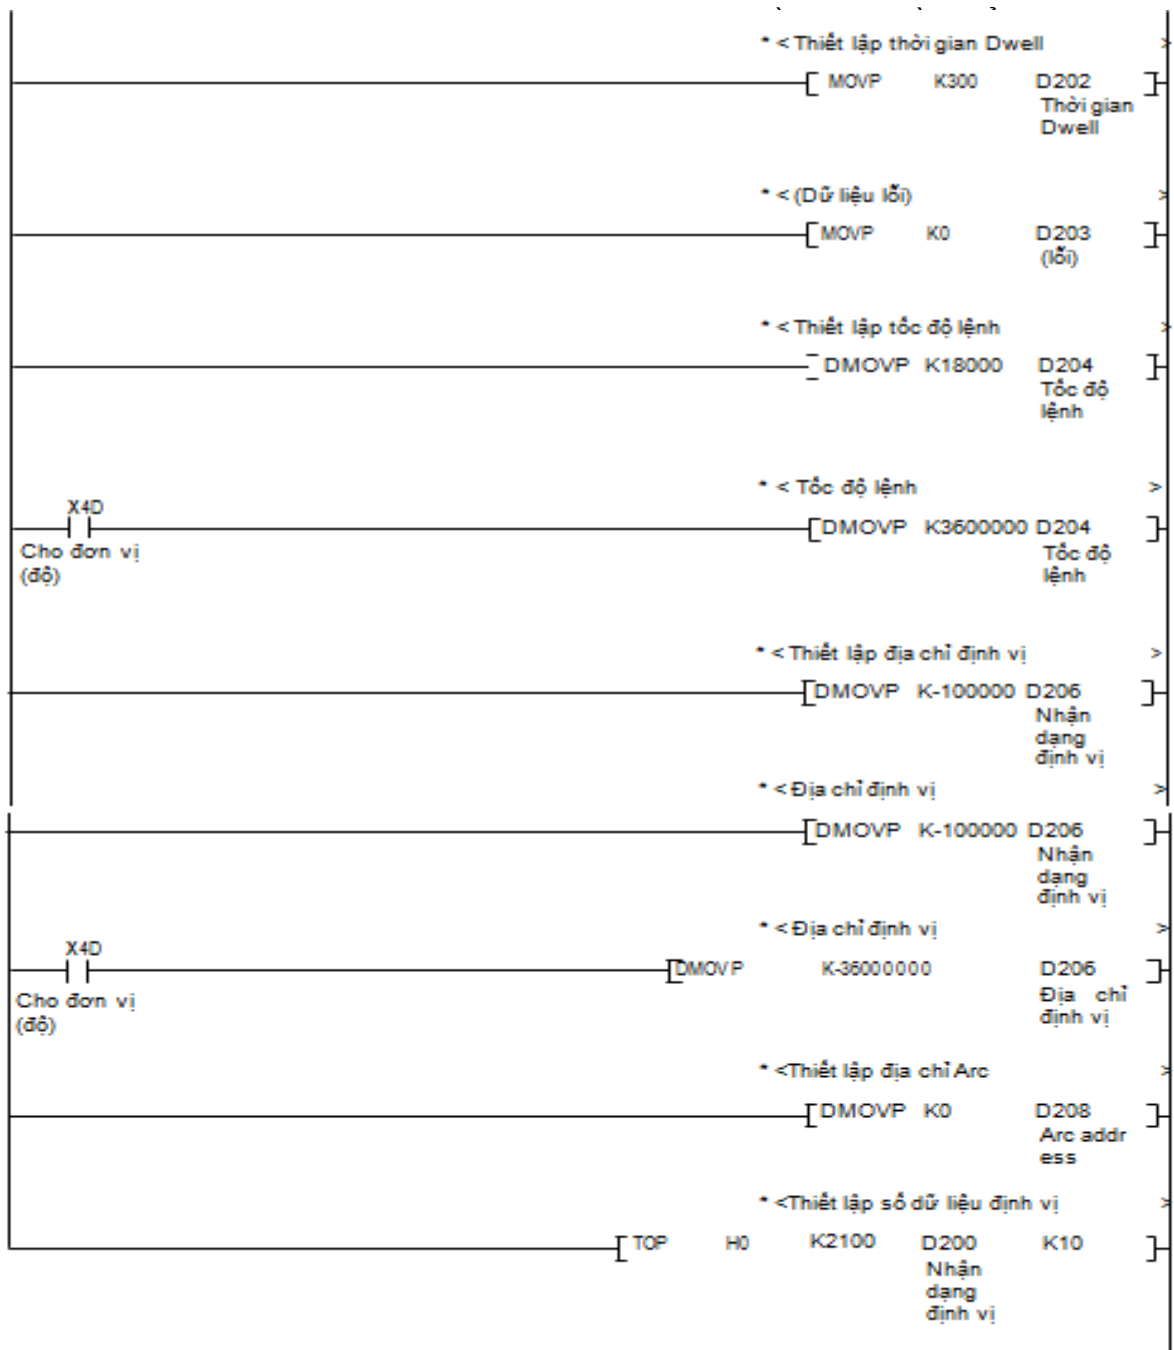 * < Thiết lập thời gian Dwell >
MOVP K300 D202
Thời gian
Dwell
* < (Dữ liệu lỗi) >
MOVP K0 D203
(lỗi)
* < Thiết lập tốc độ lệnh >
DMOVP K18000 D204
Tốc độ
lệnh
* < Tốc độ lệnh >
X4D
DMOVP K3600000 D204
Cho đơn vị
(độ)
Tốc độ
lệnh
* < Thiết lập địa chỉ định vị >
DMOVP K-100000 D206
Nhận
dạng
định vị
* < Địa chỉ định vị >
DMOVP K-100000 D206
Nhận
dạng
định vị
* < Địa chỉ định vị >
X4D
DMOVP K-36000000 D206
Cho đơn vị
(độ)
Địa chỉ
định vị
* <Thiết lập địa chỉ Arc >
DMOVP K0 D208
Arc addr
ess
* <Thiết lập số dữ liệu định vị >
TOP H0 K2100 D200 K10
Nhận
dạng
định vị